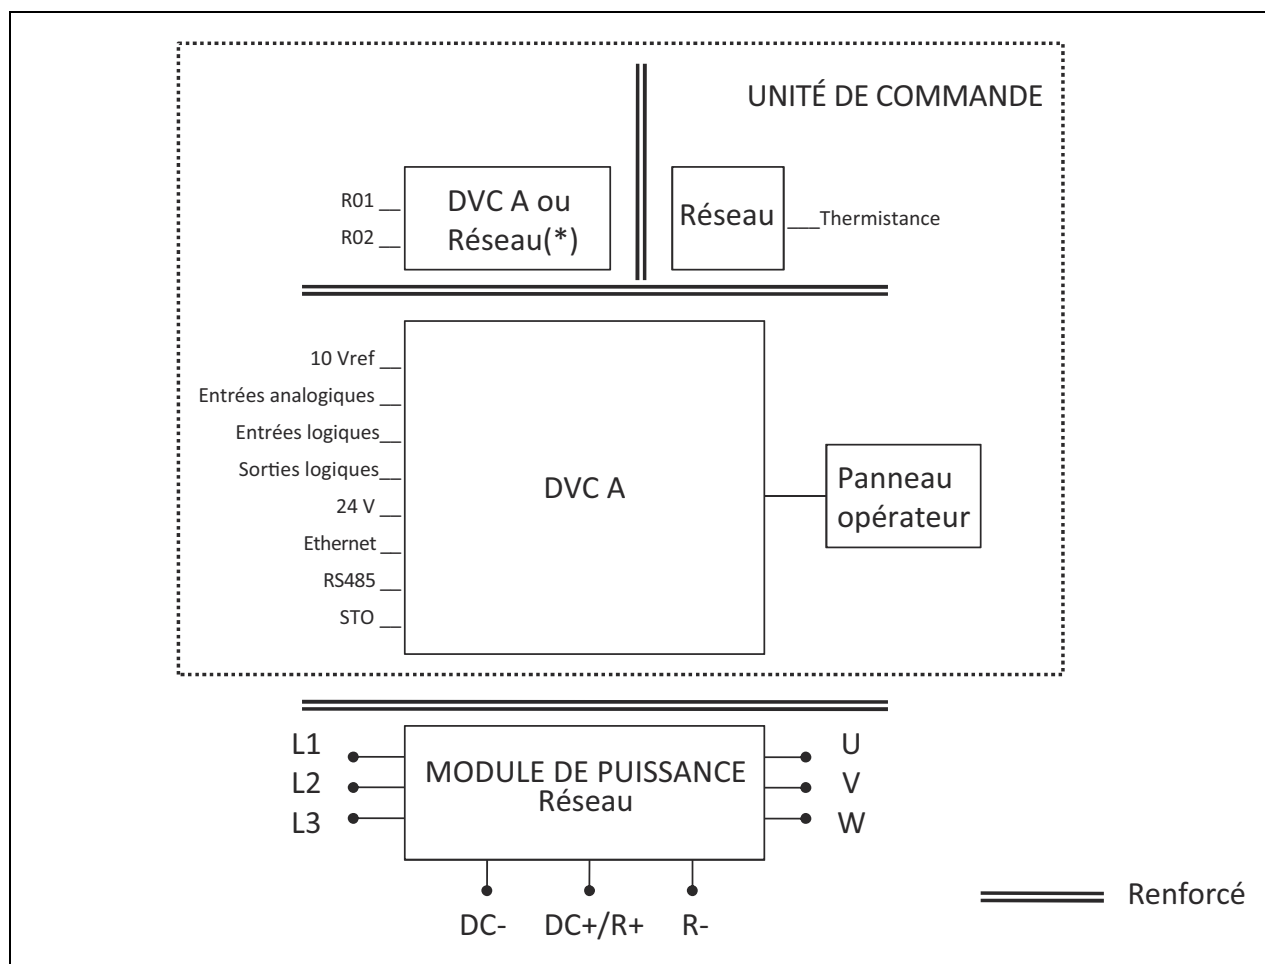 UNITÉ DE COMMANDE
R01
R02
DVC A ou
Réseau(*)
Réseau
Thermistance
10 Vref
Entrées analogiques
Entrées logiques
Sorties logiques
24 V
Ethernet
RS485
STO
DVC A
Panneau
opérateur
L1
L2
L3
MODULE DE PUISSANCE
Réseau
U
V
W
DC-
DC+/R+
R-
Renforcé